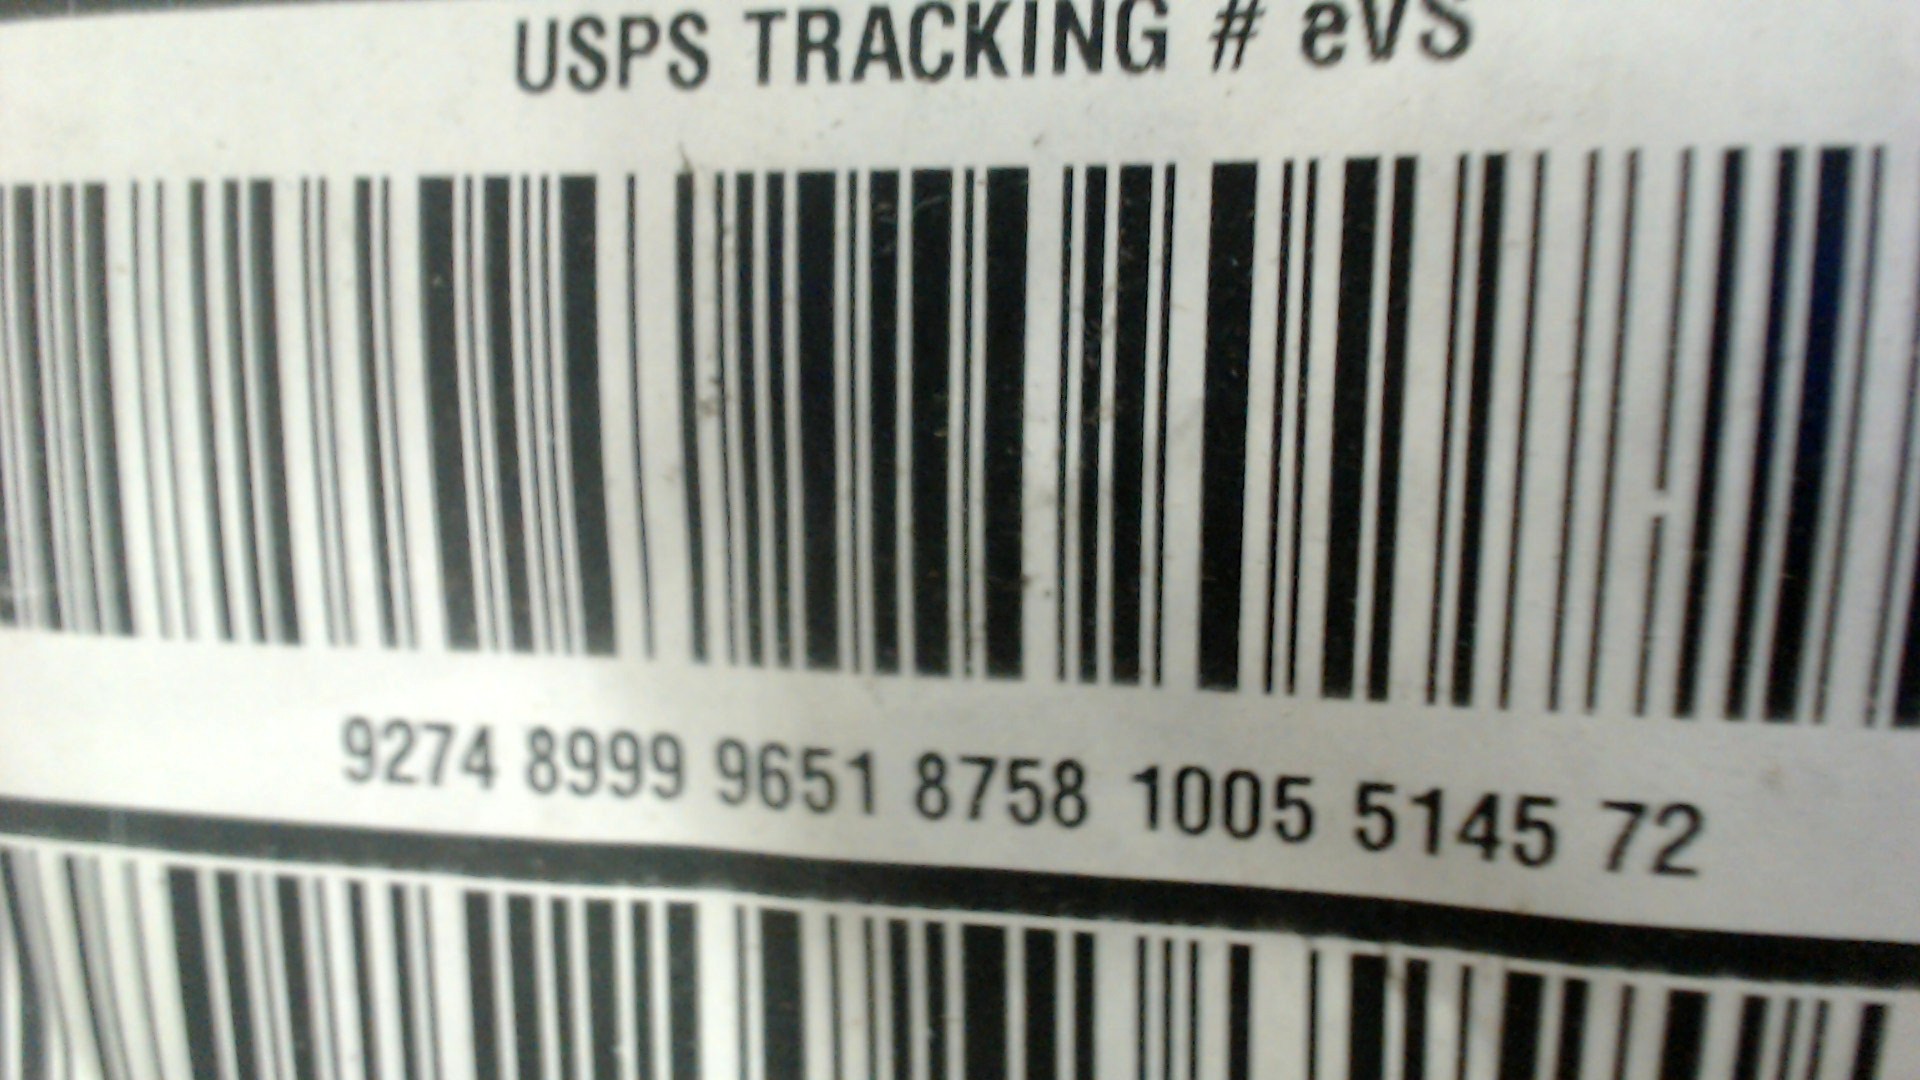 USPS TRACKING # eVS
9274 8999 9651 8758 1005 5145 72